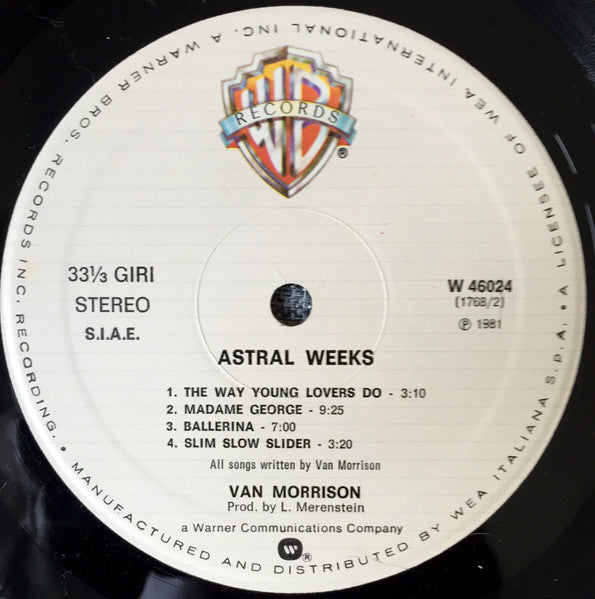 WB
RECORDS
®
33⅓ GIRI
STEREO
S.I.A.E.
W 46024
(1768/2)
℗ 1981
ASTRAL WEEKS
1. THE WAY YOUNG LOVERS DO - 3:10
2. MADAME GEORGE - 9:25
3. BALLERINA - 7:00
4. SLIM SLOW SLIDER - 3:20
All songs written by Van Morrison
VAN MORRISON
Prod. by L. Merenstein
a Warner Communications Company
®
• MANUFACTURED AND DISTRIBUTED BY WEA ITALIANA S.P.A. • A LICENSEE OF WEA INTERNATIONAL INC. A WARNER BROS. RECORDS INC. RECORDING.